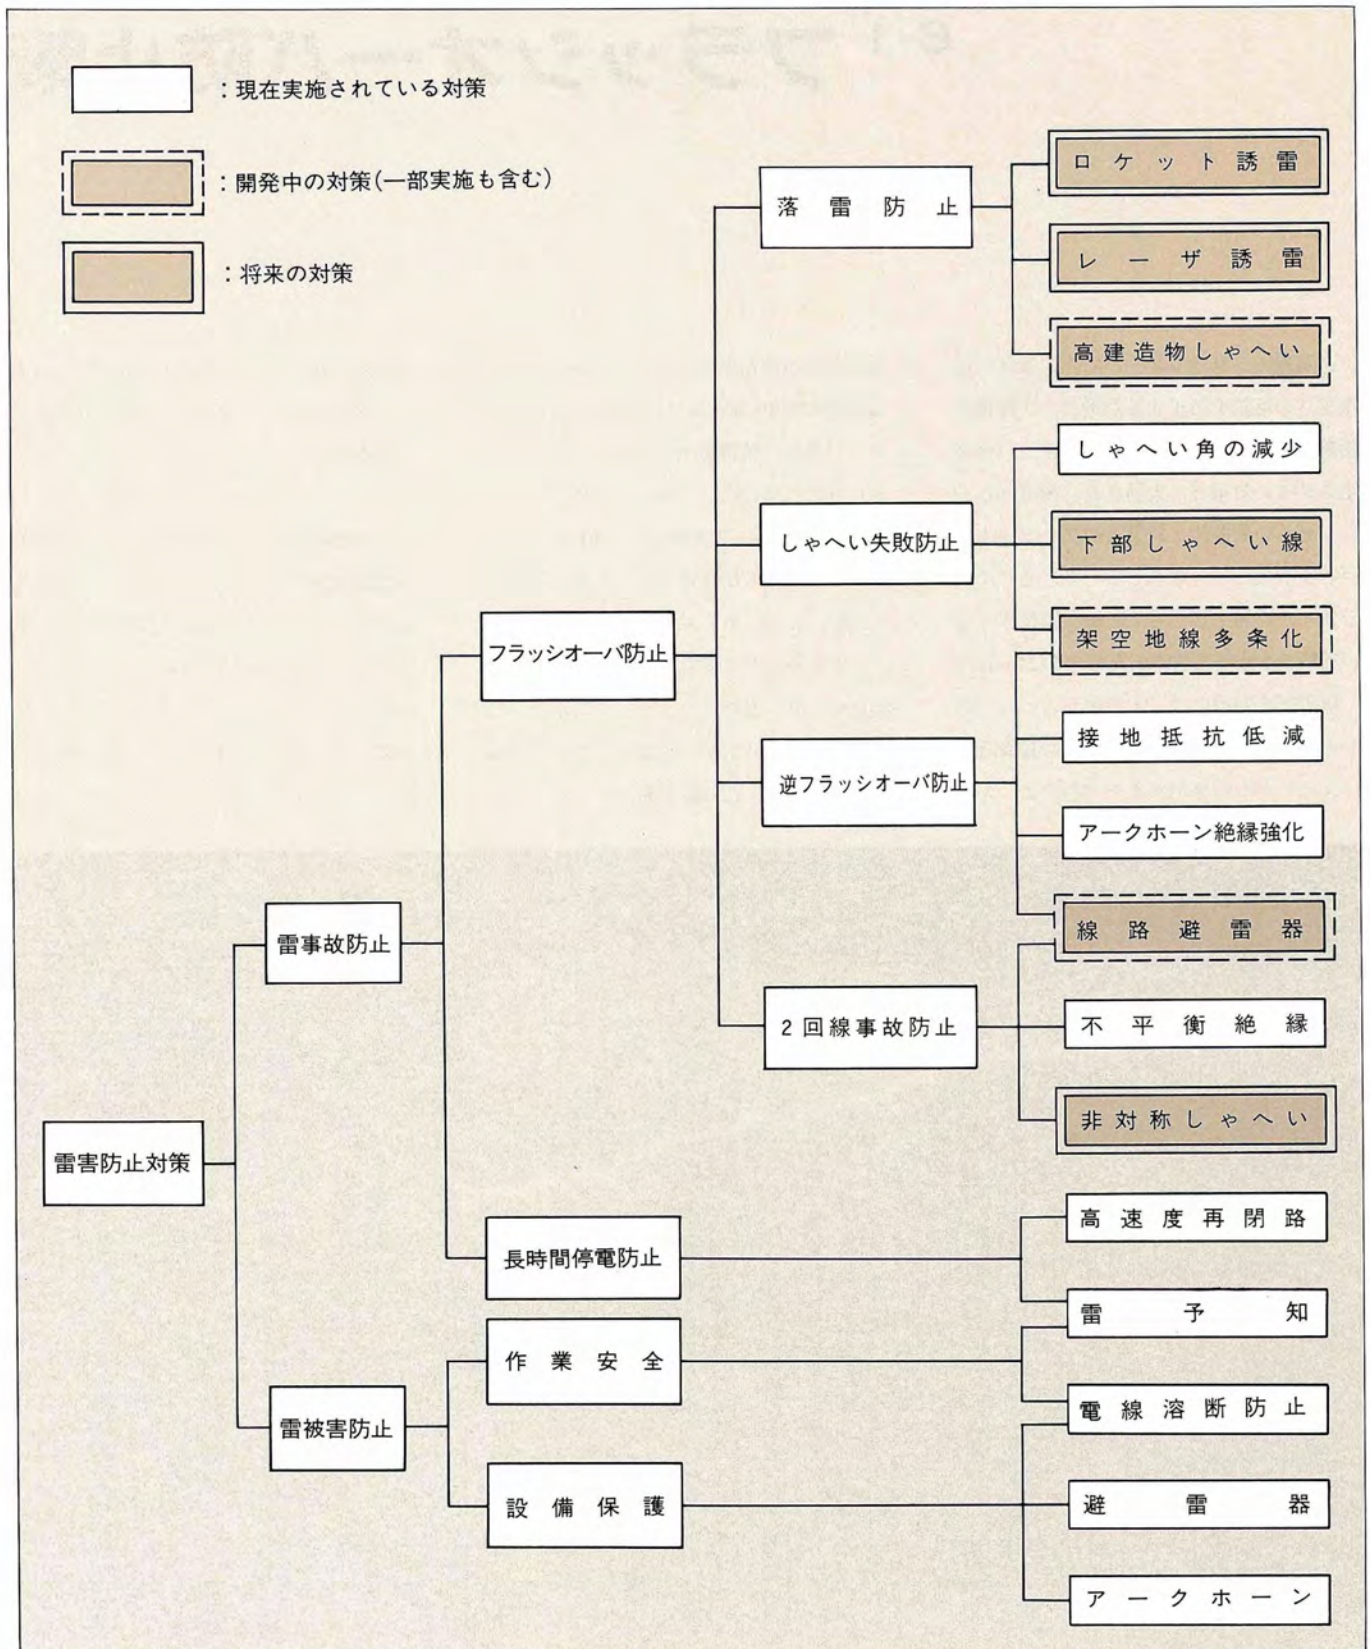 ：現在実施されている対策
：開発中の対策(一部実施も含む)
：将来の対策
雷害防止対策
雷事故防止
雷被害防止
フラッシオーバ防止
長時間停電防止
作業安全
設備保護
落雷防止
しゃへい失敗防止
逆フラッシオーバ防止
2回線事故防止
ロケット誘雷
レーザ誘雷
高建造物しゃへい
しゃへい角の減少
下部しゃへい線
架空地線多条化
接地抵抗低減
アークホーン絶縁強化
線路避雷器
不平衡絶縁
非対称しゃへい
高速度再閉路
雷予知
電線溶断防止
避雷器
アークホーン